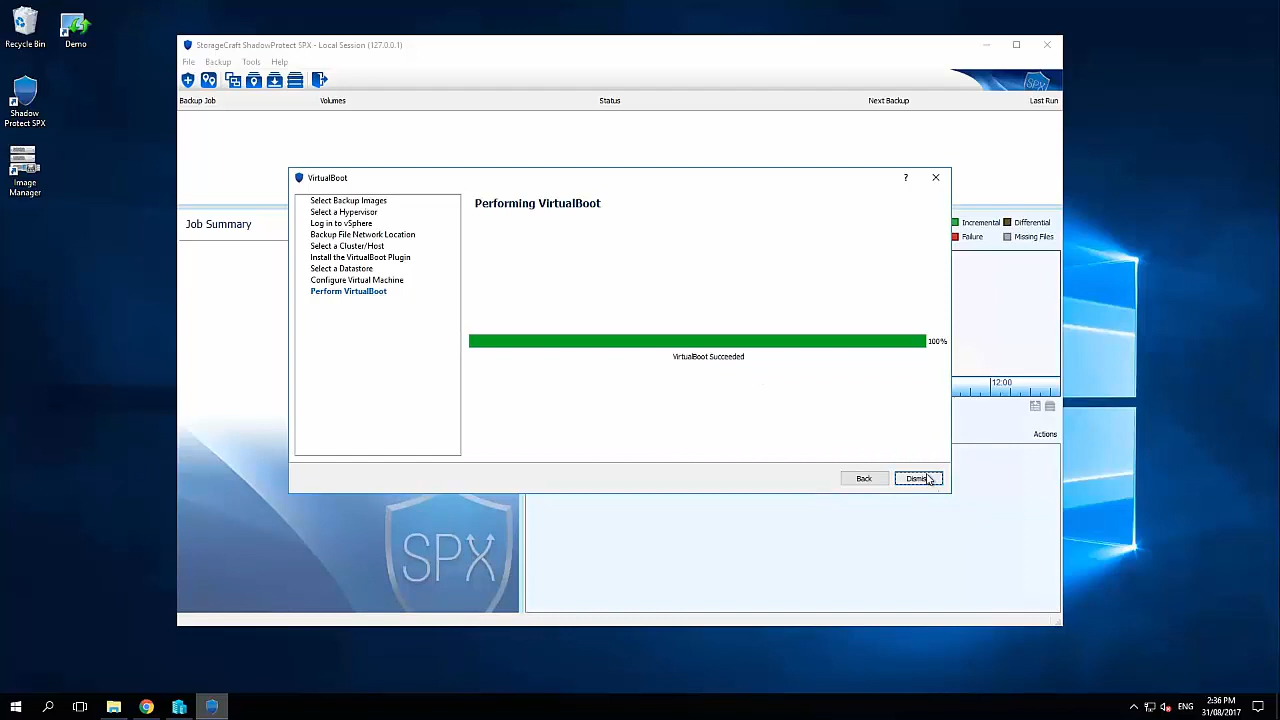 Recycle Bin
Demo
Shadow
Protect SPX
Image
Manager
StorageCraft ShadowProtect SPX - Local Session (127.0.0.1)
File Backup Tools Help
Backup Job Volumes Status Next Backup Last Run
Job Summary
Incremental Differential
Failure Missing Files
12:00
Actions
VirtualBoot
?
Select Backup Images
Select a Hypervisor
Log in to vSphere
Backup File Network Location
Select a Cluster/Host
Install the VirtualBoot Plugin
Select a Datastore
Configure Virtual Machine
Perform VirtualBoot
Performing VirtualBoot
100%
VirtualBoot Succeeded
Back Dismis
SPX
SPX
ENG
2:36 PM
31/08/2017